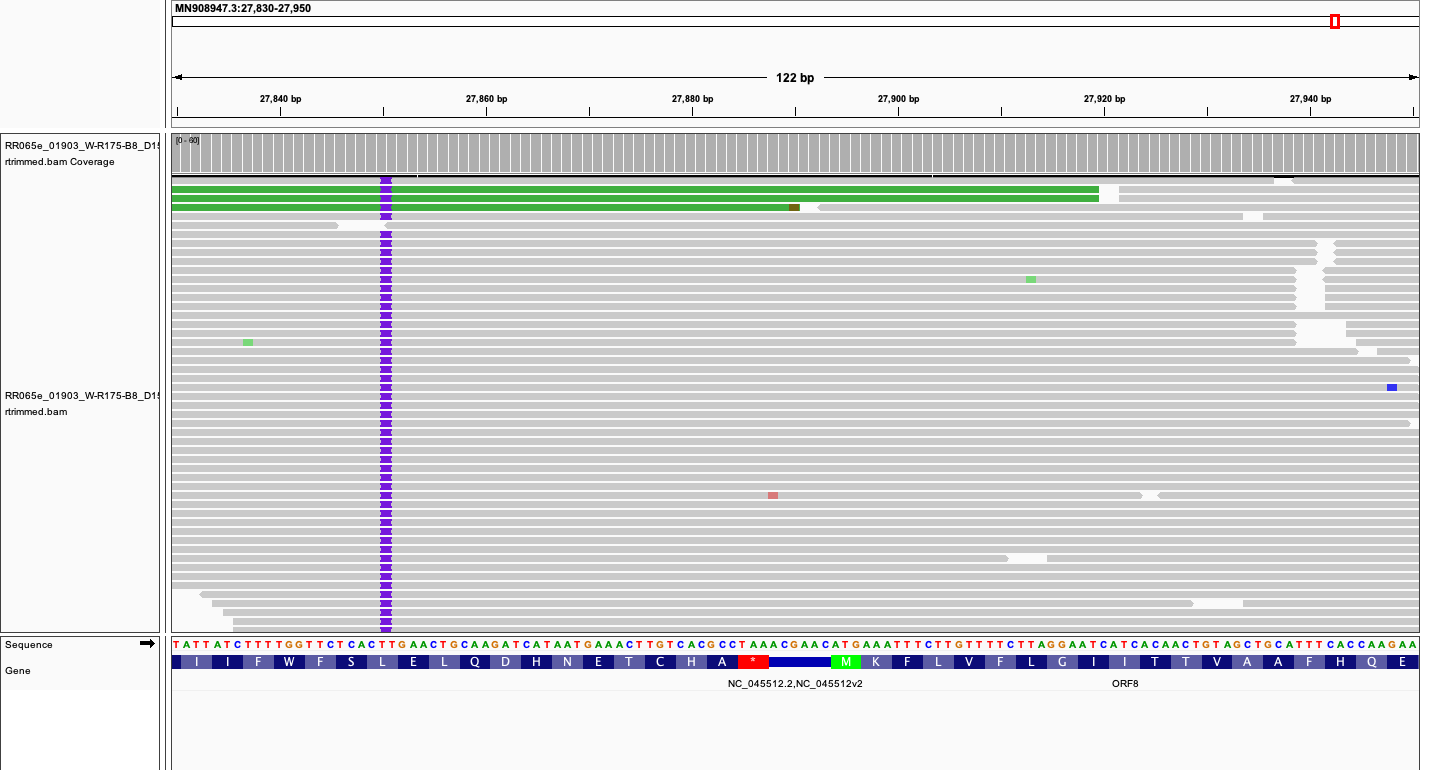 MN908947.3:27,830-27,950
122 bp
27,840 bp 27,860 bp 27,880 bp 27,900 bp 27,920 bp 27,940 bp
RR065e_01903_W-R175-B8_D15
rtrimmed.bam Coverage
[0 - 60]
RR065e_01903_W-R175-B8_D15
rtrimmed.bam
Sequence
TATTATCTTTTGGTTCTCACTTGAACTGCAAGATCATAATGAAACTTGTCACGCCTAAACGAACATGAAATTTCTTGTTTTCTTAGGAATCATCACAACTGTAGCTGCATTTCACCAAGAA
Gene
I I F W F S L E L Q D H N E T C H A * M K F L V F L G I I T T V A A F H Q E
NC_045512.2,NC_045512v2 ORF8